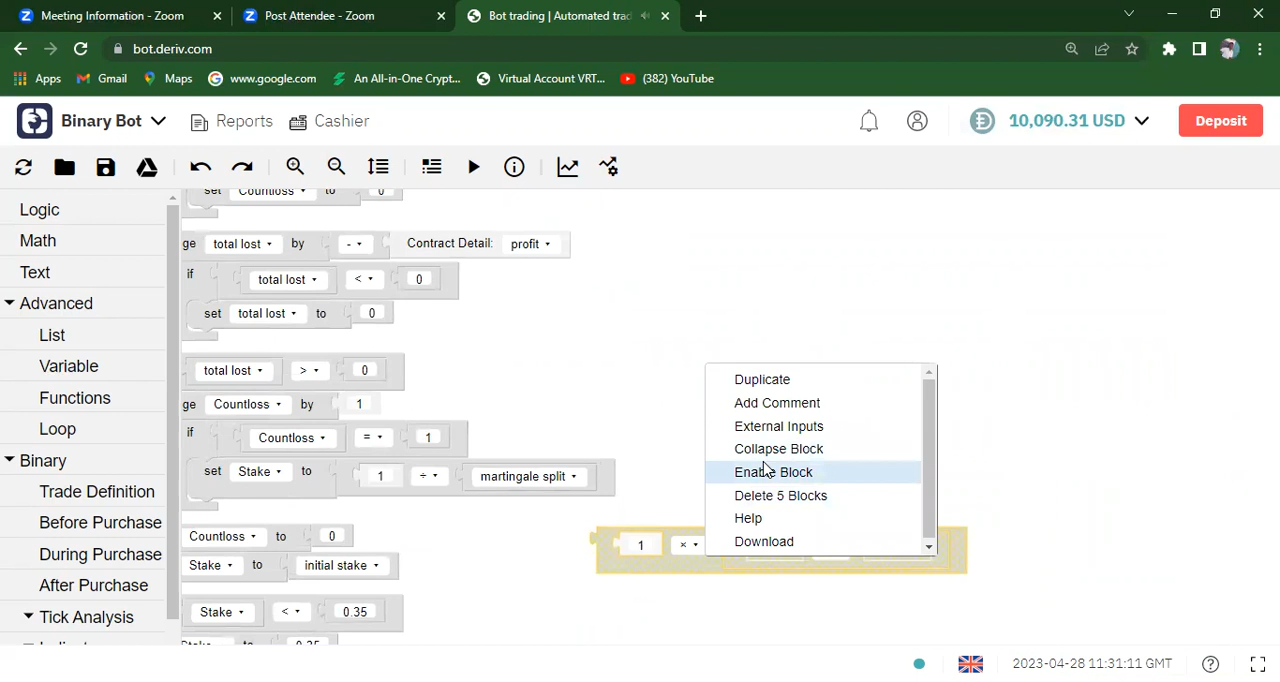 Meeting Information - Zoom
Post Attendee - Zoom
Bot trading | Automated trad
bot.deriv.com
Apps
Gmail
Maps
www.google.com
An All-in-One Crypt...
Virtual Account VRT...
(382) YouTube
Binary Bot
Reports
Cashier
10,090.31 USD
Deposit
Logic
Math
Text
Advanced
List
Variable
Functions
Loop
Binary
Trade Definition
Before Purchase
During Purchase
After Purchase
Tick Analysis
set Countloss to 0
ge total lost by - Contract Detail: profit
if total lost < 0
set total lost to 0
total lost > 0
ge Countloss by 1
if Countloss = 1
set Stake to 1 ÷ martingale split
Countloss to 0
Stake to initial stake
Stake < 0.35
Stake to 0.35
1 ×
Duplicate
Add Comment
External Inputs
Collapse Block
Enable Block
Delete 5 Blocks
Help
Download
2023-04-28 11:31:11 GMT